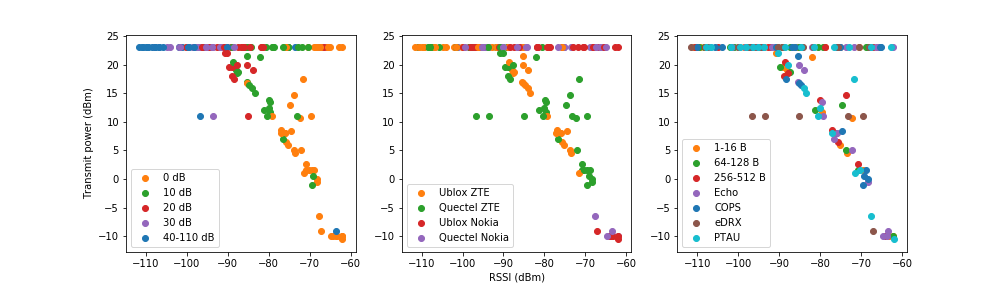 Transmit power (dBm)
25
20
15
10
5
0
−5
−10
−110
−100
−90
−80
−70
−60
0 dB
10 dB
20 dB
30 dB
40-110 dB
25
20
15
10
5
0
−5
−10
−110
−100
−90
−80
−70
−60
RSSI (dBm)
Ublox ZTE
Quectel ZTE
Ublox Nokia
Quectel Nokia
25
20
15
10
5
0
−5
−10
−110
−100
−90
−80
−70
−60
1-16 B
64-128 B
256-512 B
Echo
COPS
eDRX
PTAU